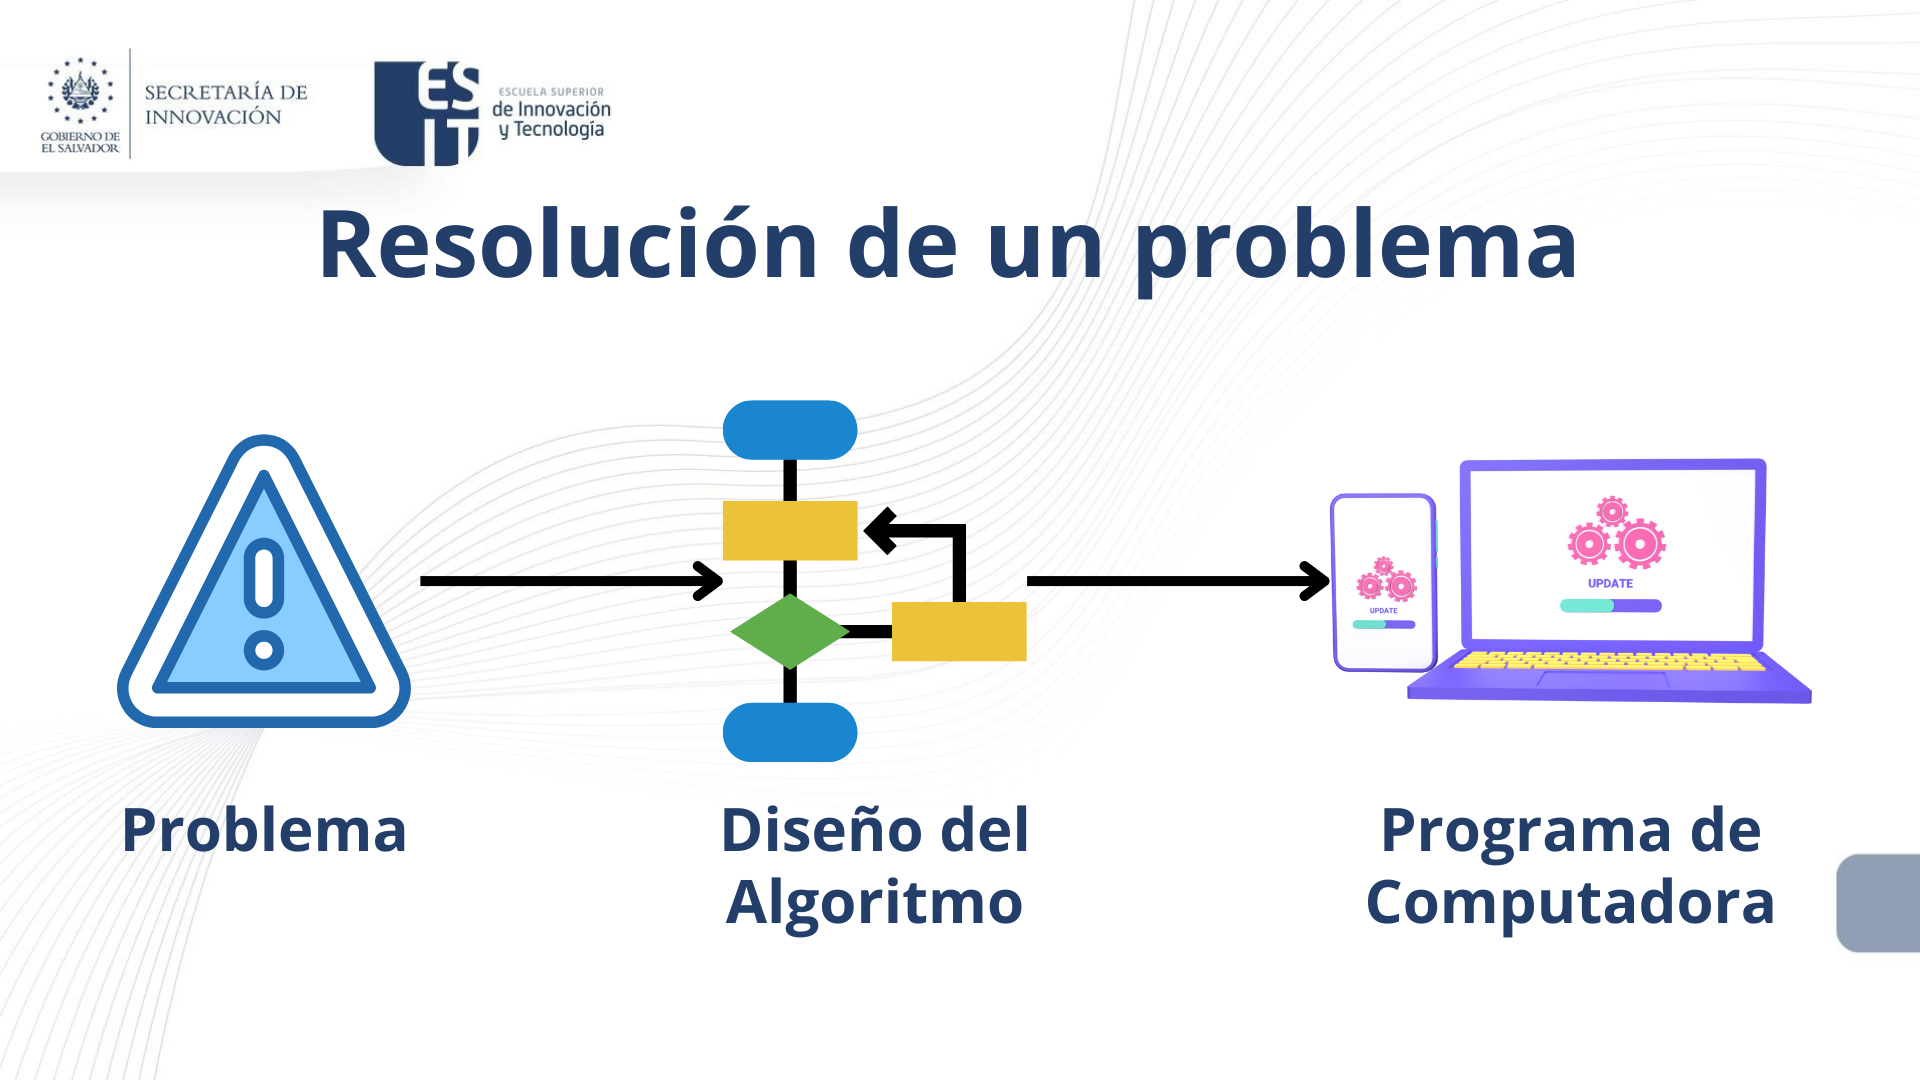 SECRETARÍA DE
INNOVACIÓN
GOBIERNO DE
EL SALVADOR
ES
IT
ESCUELA SUPERIOR
de Innovación
y Tecnología
Resolución de un problema
UPDATE
UPDATE
Problema
Diseño del
Algoritmo
Programa de
Computadora